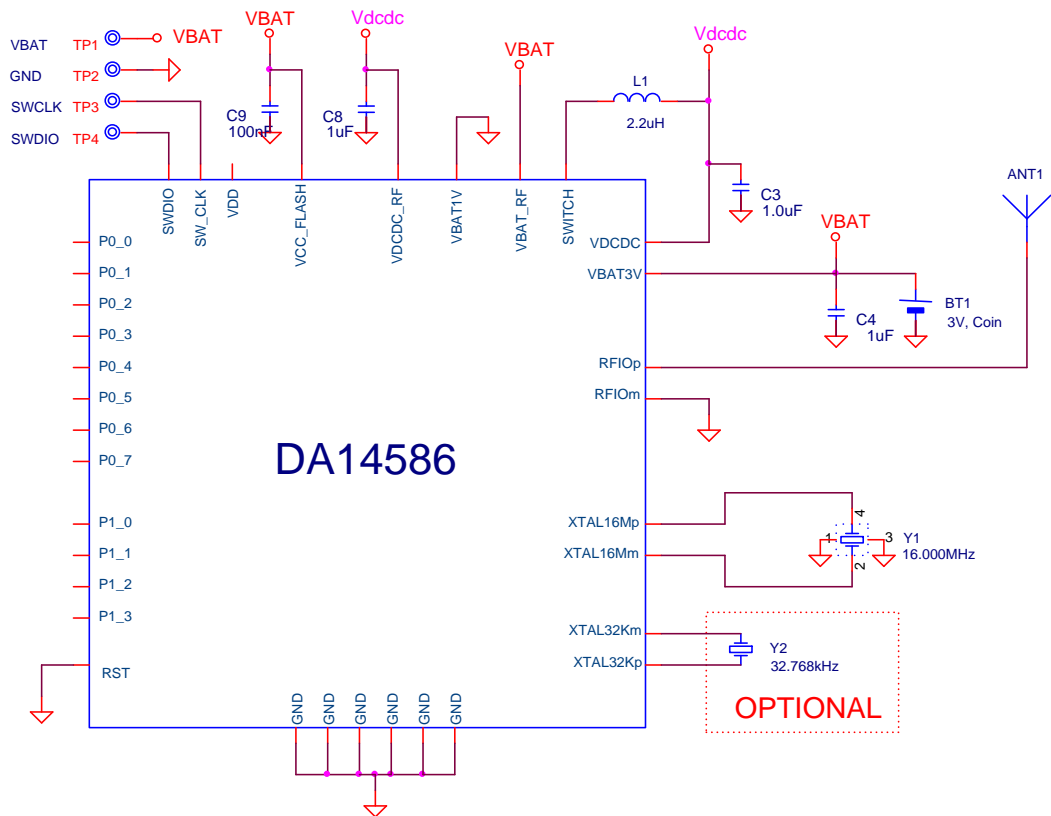 VBAT TP1 VBAT
GND TP2
SWCLK TP3
SWDIO TP4
VBAT
C9
100nF
Vdcdc
C8
1uF
VBAT
L1
2.2uH
Vdcdc
C3
1.0uF
ANT1
SWDIO
SW_CLK
VDD
VCC_FLASH
VDCDC_RF
VBAT1V
VBAT_RF
SWITCH
P0_0
P0_1
P0_2
P0_3
P0_4
P0_5
P0_6
P0_7
P1_0
P1_1
P1_2
P1_3
RST
DA14586
VDCDC
VBAT3V
RFIOp
RFIOm
XTAL16Mp
XTAL16Mm
XTAL32Km
XTAL32Kp
VBAT
C4
1uF
BT1
3V, Coin
4
1
3
2
Y1
16.000MHz
Y2
32.768kHz
OPTIONAL
GND
GND
GND
GND
GND
GND